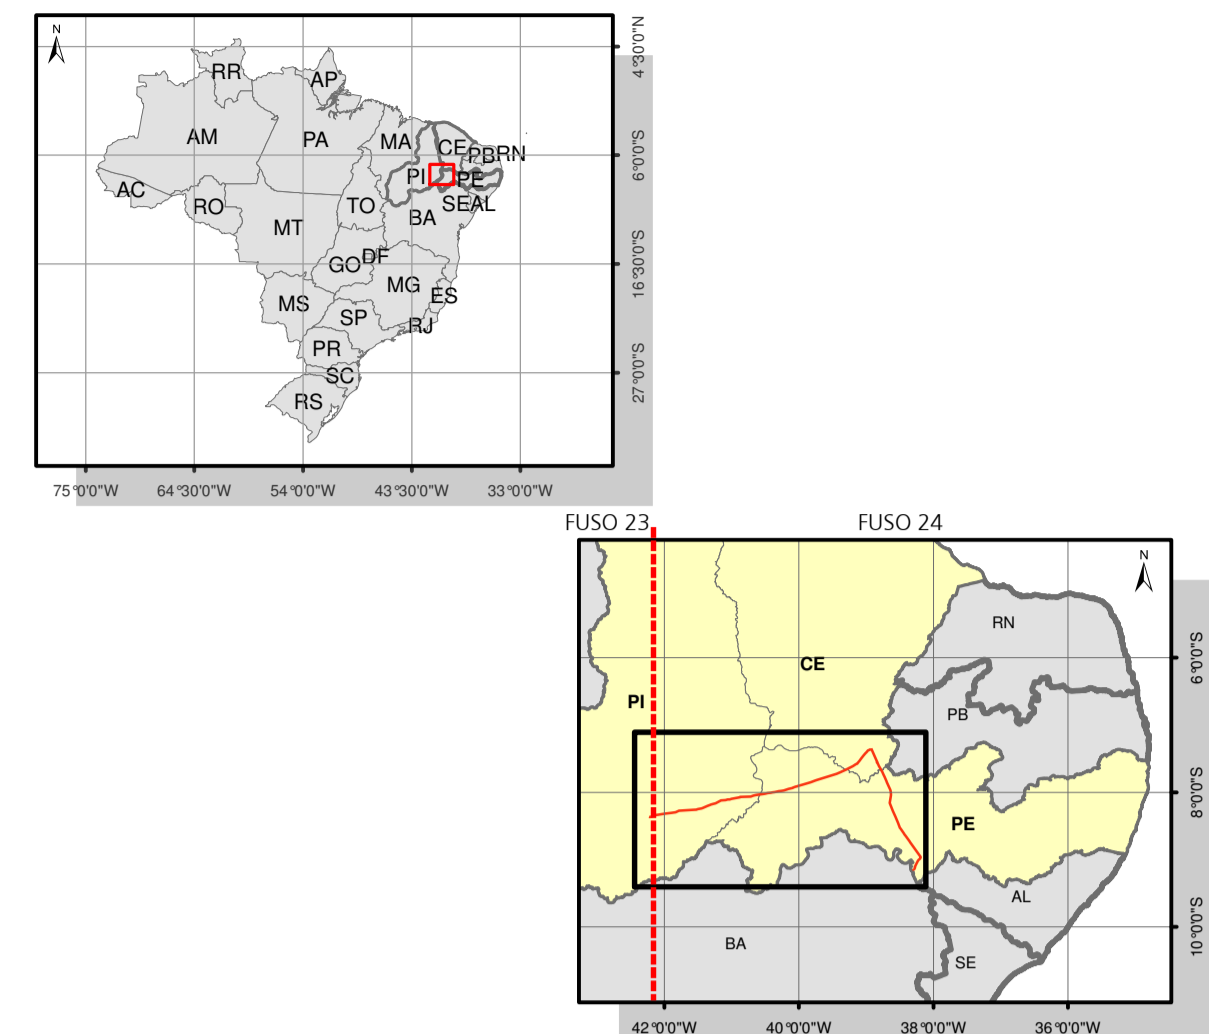 N
4°30'0"N
RR
AP
AM
PA
MA
CE
PB
RN
6°0'0"S
PI
PE
AC
RO
TO
SE
AL
MT
BA
16°30'0"S
GO
DF
MG
MS
ES
SP
RJ
PR
SC
27°0'0"S
RS
75°0'0"W 64°30'0"W 54°0'0"W 43°30'0"W 33°0'0"W
FUSO 23 FUSO 24
N
RN
6°0'0"S
CE
PI
PB
8°0'0"S
PE
AL
10°0'0"S
BA
SE
42°0'0"W 40°0'0"W 38°0'0"W 36°0'0"W